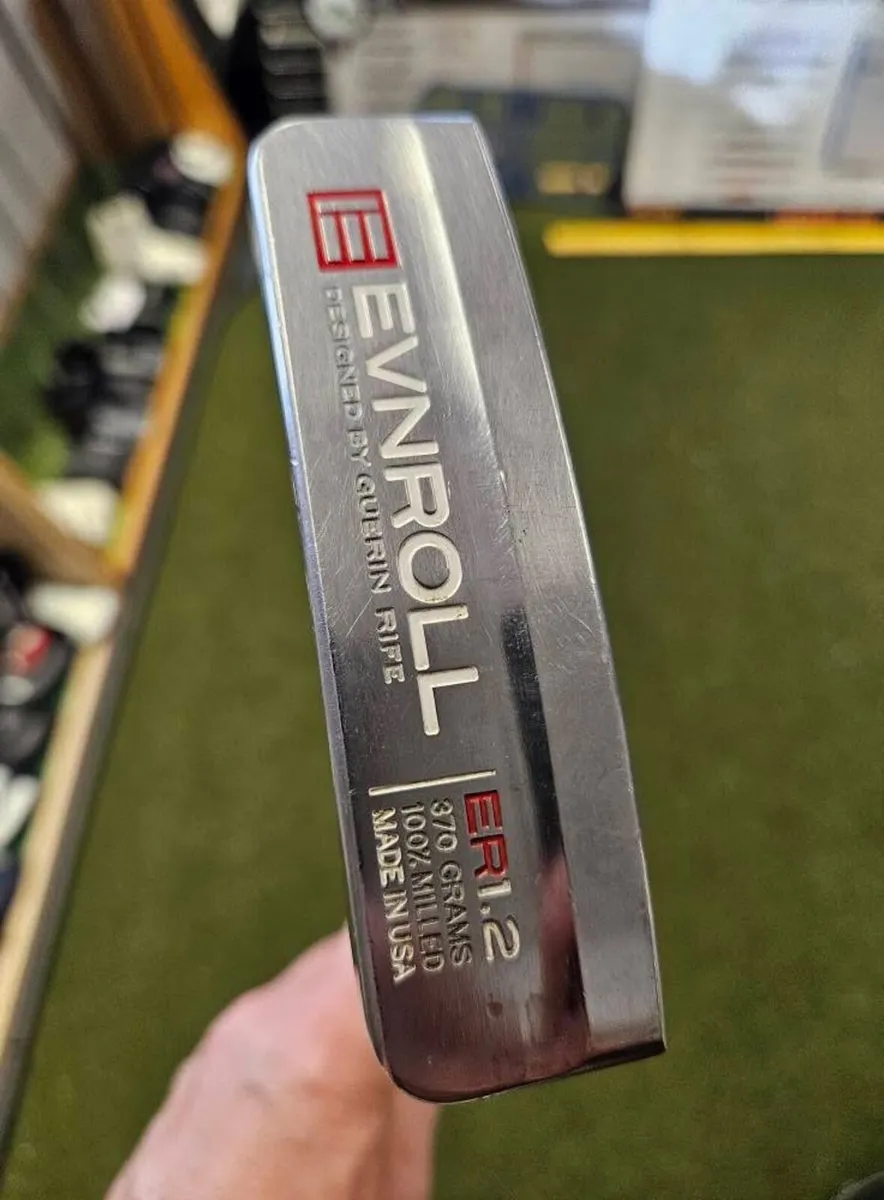 EVNROLL
DESIGNED BY GUERIN RIFE
ER1.2
370 GRAMS
100% MILLED
MADE IN USA